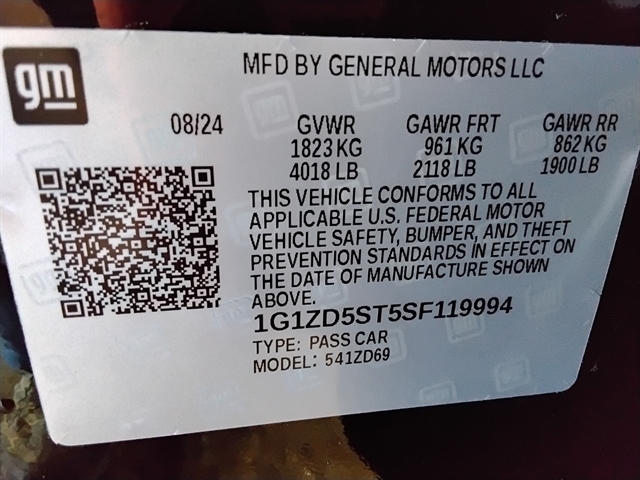 gm
MFD BY GENERAL MOTORS LLC
08/24 GVWR GAWR FRT GAWR RR
1823 KG 961 KG 862 KG
4018 LB 2118 LB 1900 LB
THIS VEHICLE CONFORMS TO ALL
APPLICABLE U.S. FEDERAL MOTOR
VEHICLE SAFETY, BUMPER, AND THEFT
PREVENTION STANDARDS IN EFFECT ON
THE DATE OF MANUFACTURE SHOWN
ABOVE.
1G1ZD5ST5SF119994
TYPE: PASS CAR
MODEL: 541ZD69